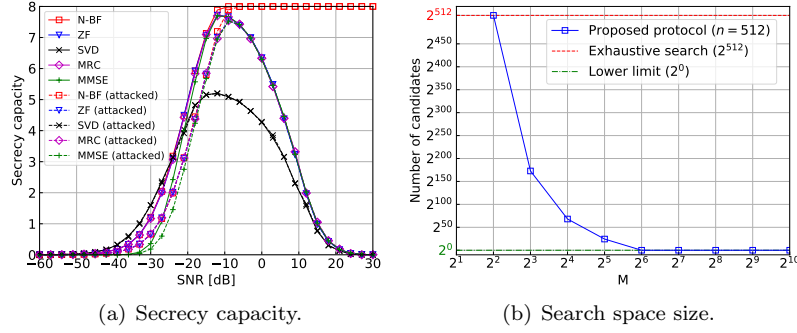 8
7
6
5
4
3
2
1
0
Secrecy capacity
N-BF
ZF
SVD
MRC
MMSE
N-BF (attacked)
ZF (attacked)
SVD (attacked)
MRC (attacked)
MMSE (attacked)
−60 −50 −40 −30 −20 −10 0 10 20 30
SNR [dB]
(a) Secrecy capacity.
2^512
2^450
2^400
2^350
2^300
2^250
2^200
2^150
2^100
2^50
2^0
Number of candidates
Proposed protocol (n = 512)
Exhaustive search (2^512)
Lower limit (2^0)
2^1 2^2 2^3 2^4 2^5 2^6 2^7 2^8 2^9 2^10
M
(b) Search space size.